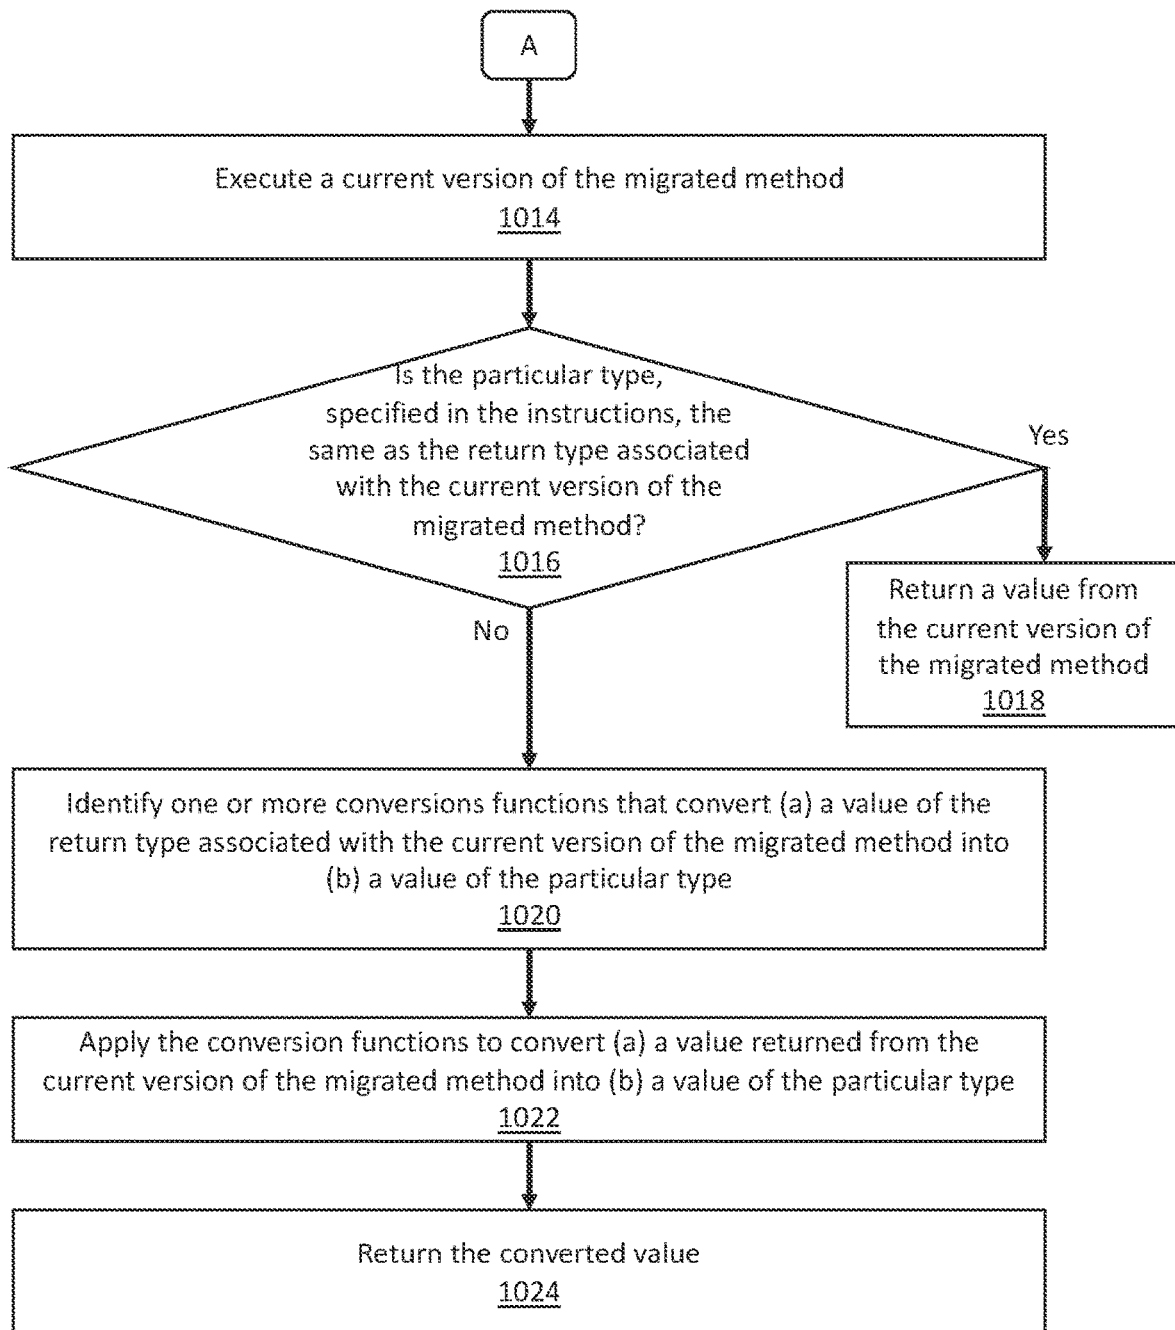 A
Execute a current version of the migrated method
1014
Is the particular type,
specified in the instructions, the
same as the return type associated
with the current version of the
migrated method?
1016
Yes
Return a value from
the current version of
the migrated method
1018
No
Identify one or more conversions functions that convert (a) a value of the
return type associated with the current version of the migrated method into
(b) a value of the particular type
1020
Apply the conversion functions to convert (a) a value returned from the
current version of the migrated method into (b) a value of the particular type
1022
Return the converted value
1024